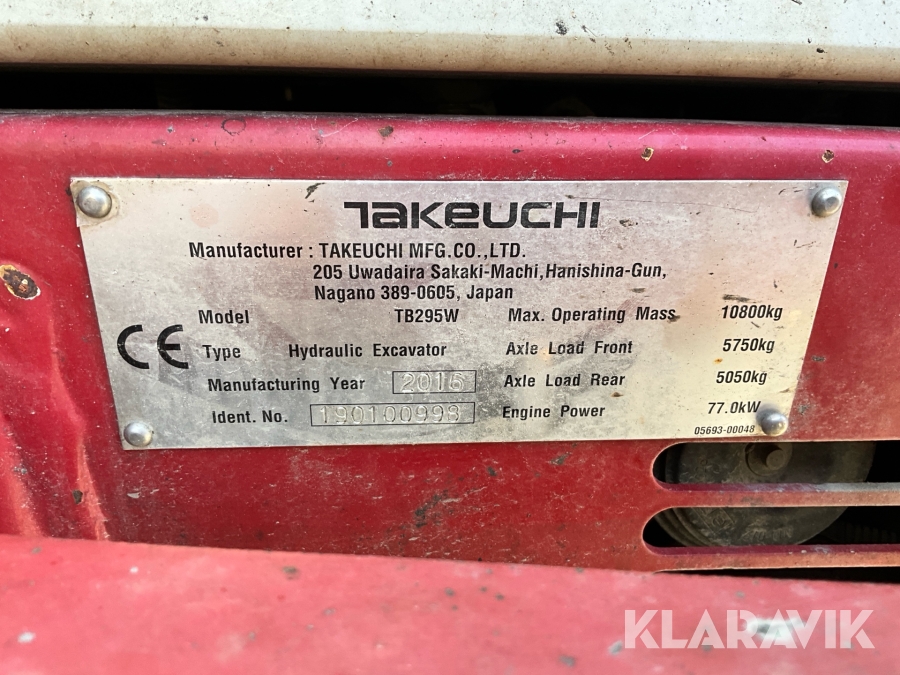 TAKEUCHI
Manufacturer : TAKEUCHI MFG.CO.,LTD.
205 Uwadaira Sakaki-Machi,Hanishina-Gun,
Nagano 389-0605, Japan
Model TB295W Max. Operating Mass 10800kg
CE Type Hydraulic Excavator Axle Load Front 5750kg
Manufacturing Year 2016 Axle Load Rear 5050kg
Ident. No. 190100998 Engine Power 77.0kW
05693-00048
KLARAVIK